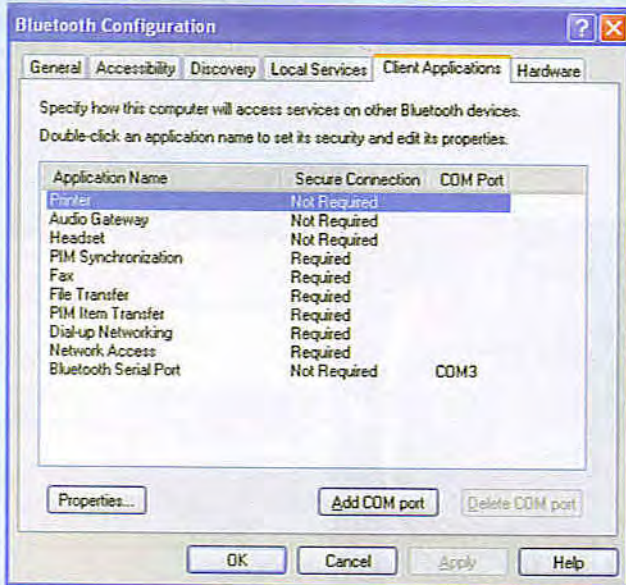 Bluetooth Configuration
General Accessibility Discovery Local Services Client Applications Hardware
Specify how this computer will access services on other Bluetooth devices.
Double-click an application name to set its security and edit its properties.
Application Name Secure Connection COM Port
Printer Not Required
Audio Gateway Not Required
Headset Not Required
PIM Synchronization Required
Fax Required
File Transfer Required
PIM Item Transfer Required
Dial-up Networking Required
Network Access Required
Bluetooth Serial Port Not Required COM3
Properties... Add COM port Delete COM port
OK Cancel Apply Help